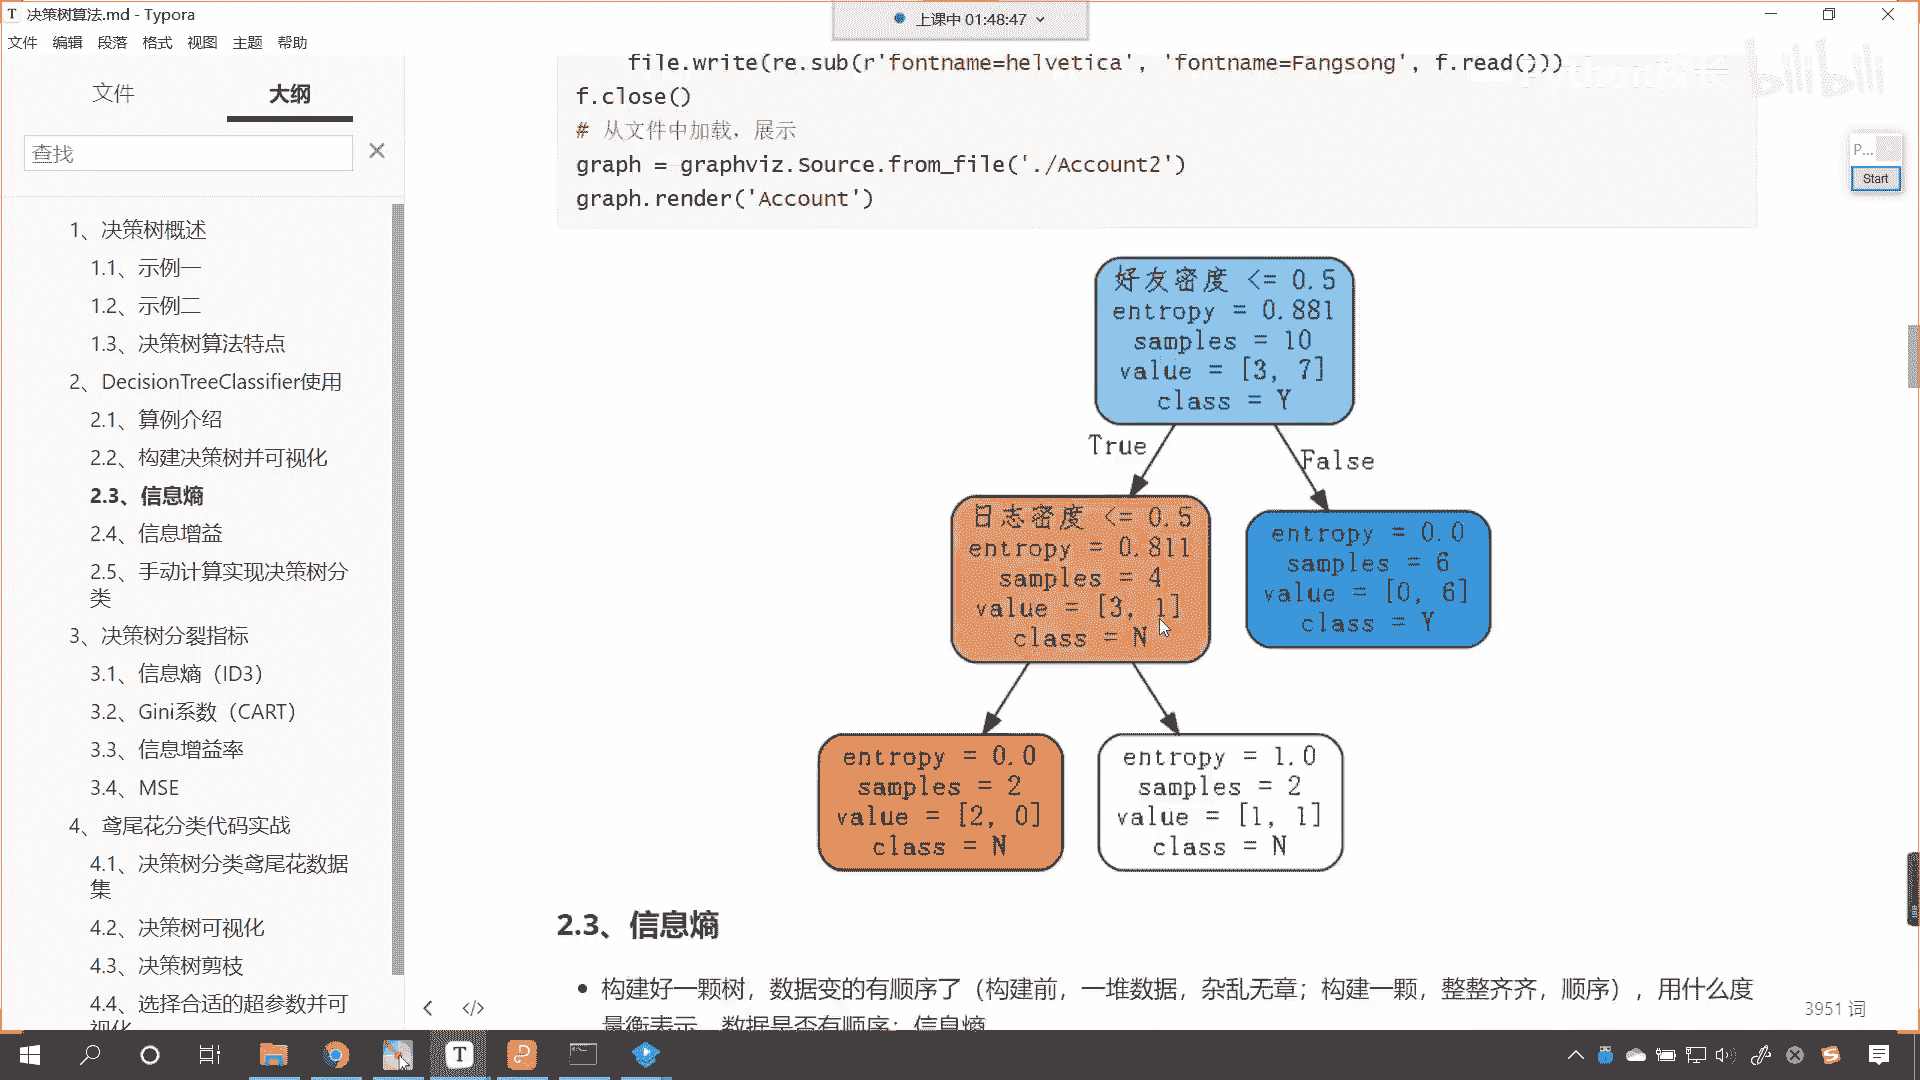 决策树算法.md - Typora
上课中 01:48:47
文件 编辑 段落 格式 视图 主题 帮助
文件 大纲
查找
1、决策树概述
1.1、示例一
1.2、示例二
1.3、决策树算法特点
2、DecisionTreeClassifier使用
2.1、算例介绍
2.2、构建决策树并可视化
2.3、信息熵
2.4、信息增益
2.5、手动计算实现决策树分
类
3、决策树分裂指标
3.1、信息熵（ID3）
3.2、Gini系数（CART）
3.3、信息增益率
3.4、MSE
4、鸢尾花分类代码实战
4.1、决策树分类鸢尾花数据
集
4.2、决策树可视化
4.3、决策树剪枝
4.4、选择合适的超参数并可
视化
file.write(re.sub(r'fontname=helvetica', 'fontname=Fangsong', f.read()))
f.close()
# 从文件中加载，展示
graph = graphviz.Source.from_file('./Account2')
graph.render('Account')
bilibili
P...
Start
好友密度 <= 0.5
entropy = 0.881
samples = 10
value = [3, 7]
class = Y
True
False
日志密度 <= 0.5
entropy = 0.811
samples = 4
value = [3, 1]
class = N
entropy = 0.0
samples = 6
value = [0, 6]
class = Y
entropy = 0.0
samples = 2
value = [2, 0]
class = N
entropy = 1.0
samples = 2
value = [1, 1]
class = N
2.3、信息熵
构建好一颗树，数据变的有顺序了（构建前，一堆数据，杂乱无章；构建一颗，整整齐齐，顺序），用什么度
量衡表示，数据是否有顺序：信息熵
3951 词